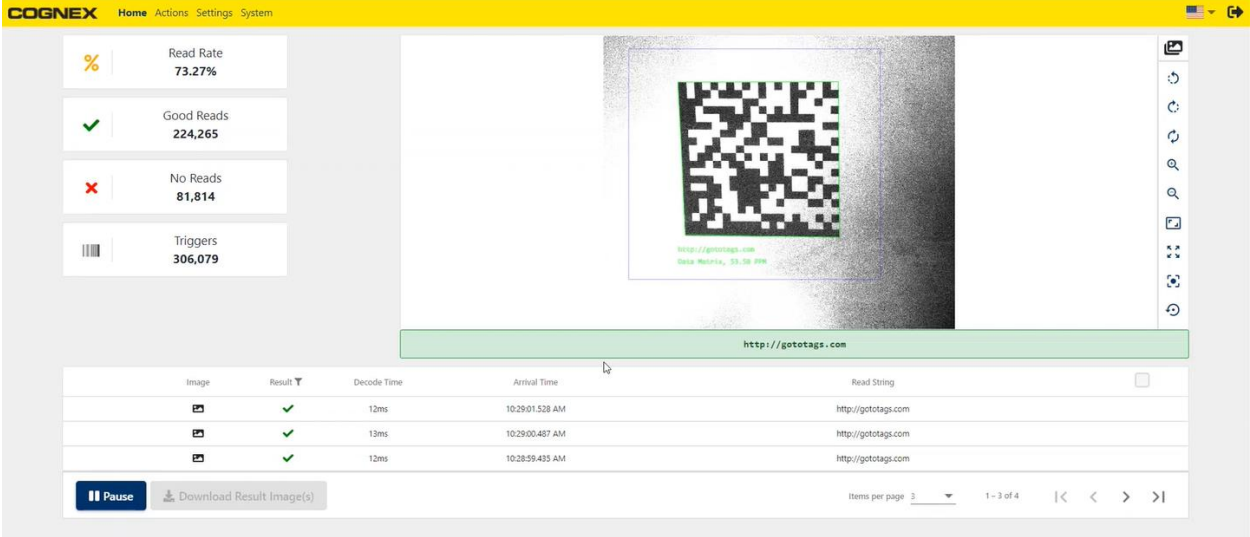 COGNEX Home Actions Settings System
Read Rate
73.27%
Good Reads
224,265
No Reads
81,814
Triggers
306,079
http://gototags.com
Data Matrix, 53.58 PPM
http://gototags.com
Image Result Decode Time Arrival Time Read String
12ms 10:29:01.528 AM http://gototags.com
13ms 10:29:00.487 AM http://gototags.com
12ms 10:28:59.435 AM http://gototags.com
Pause Download Result Image(s) Items per page 3 1 – 3 of 4